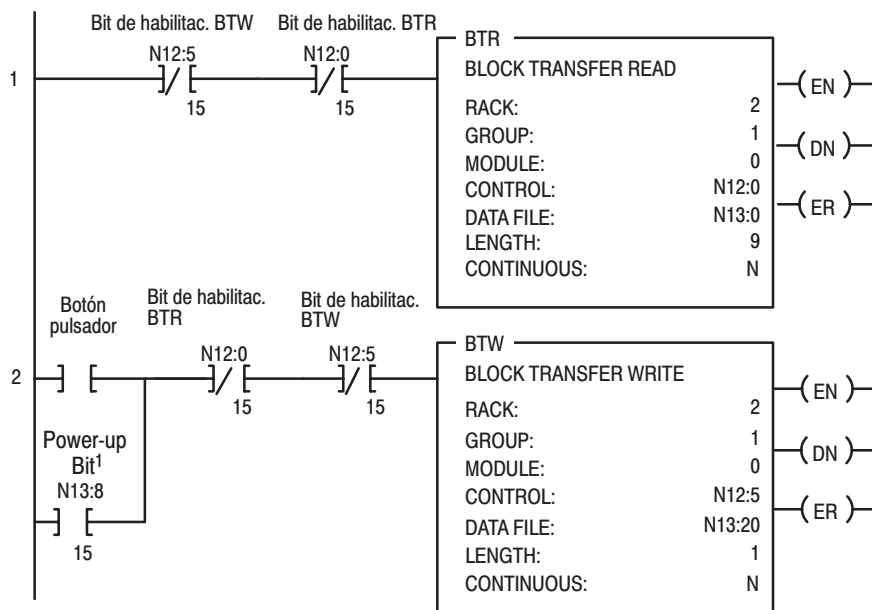 Bit de habilitac. BTW
Bit de habilitac. BTR
N12:5
N12:0
1
15
15
BTR
BLOCK TRANSFER READ
RACK: 2
GROUP: 1
MODULE: 0
CONTROL: N12:0
DATA FILE: N13:0
LENGTH: 9
CONTINUOUS: N
EN
DN
ER
Botón
pulsador
Bit de habilitac.
BTR
Bit de habilitac.
BTW
N12:0
N12:5
2
15
15
Power-up
Bit1
N13:8
15
BTW
BLOCK TRANSFER WRITE
RACK: 2
GROUP: 1
MODULE: 0
CONTROL: N12:5
DATA FILE: N13:20
LENGTH: 1
CONTINUOUS: N
EN
DN
ER